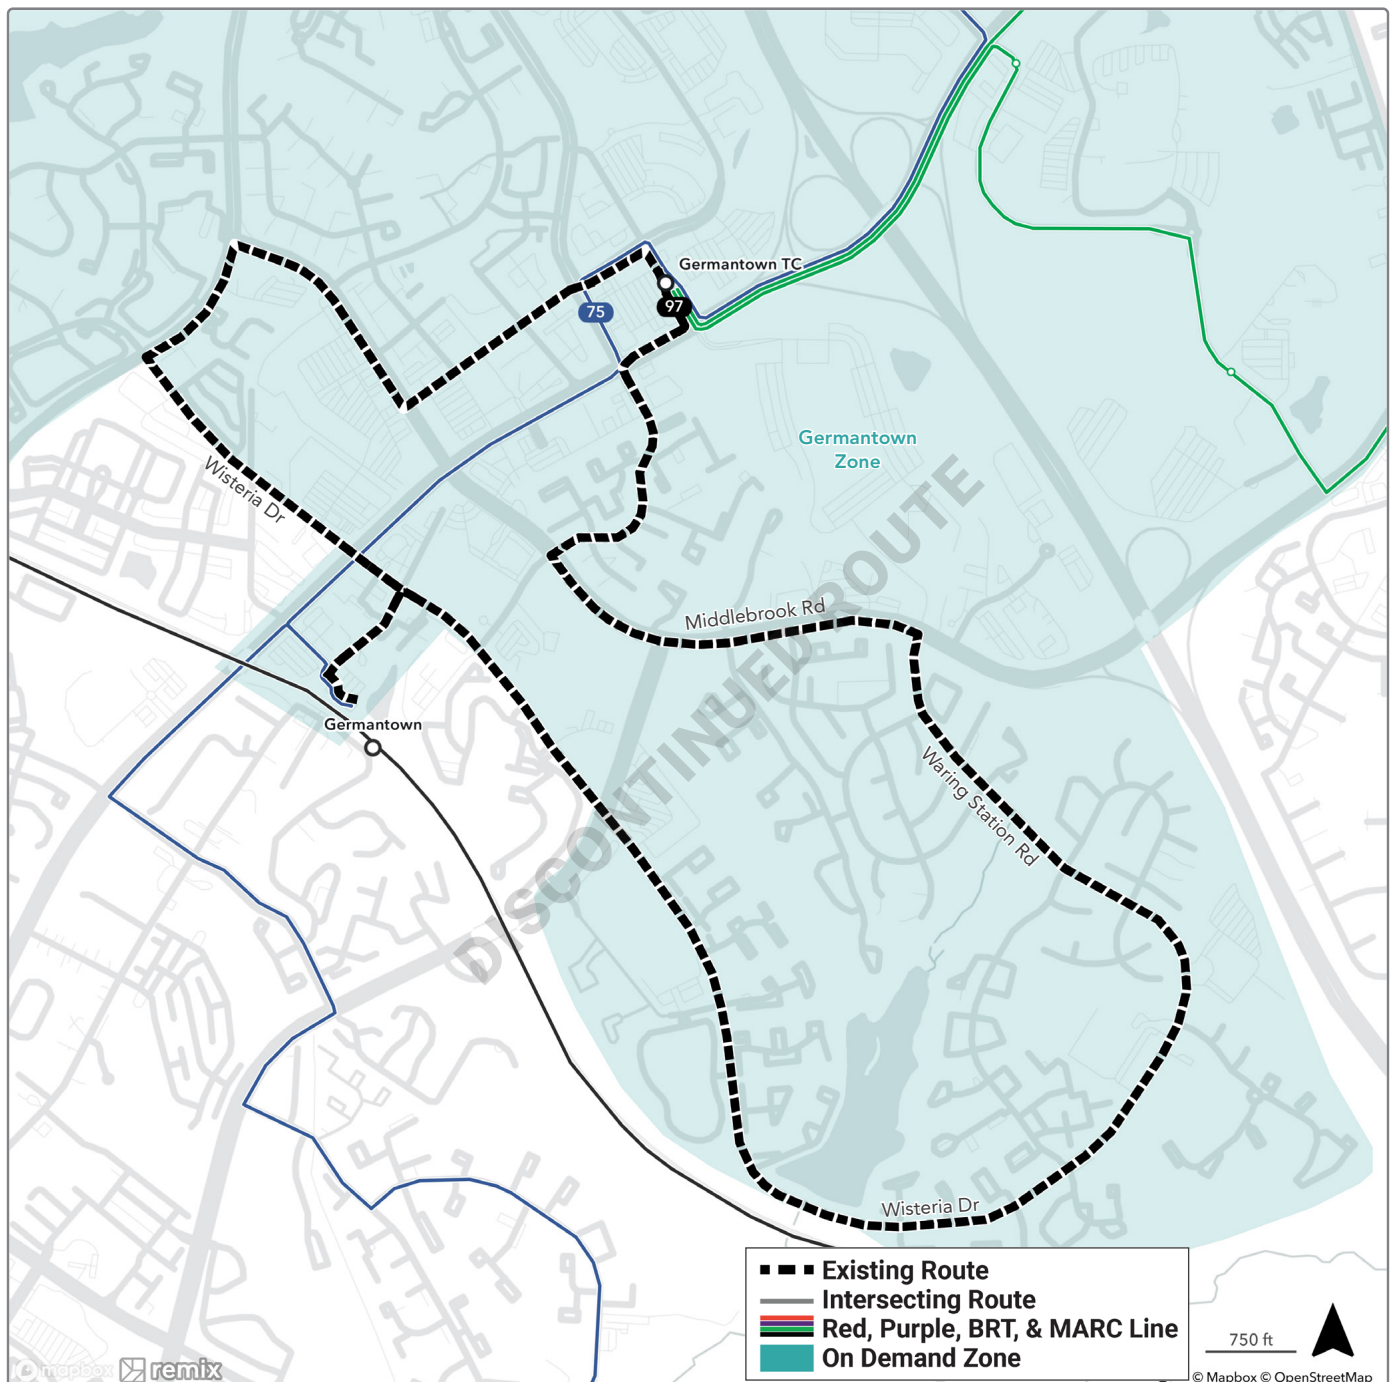 Germantown TC
97
75
Germantown
Zone
Wisteria Dr
DISCONTINUED ROUTE
Middlebrook Rd
Germantown
Waring Station Rd
Wisteria Dr
Existing Route
Intersecting Route
Red, Purple, BRT, & MARC Line
On Demand Zone
750 ft
mapbox remix
© Mapbox © OpenStreetMap